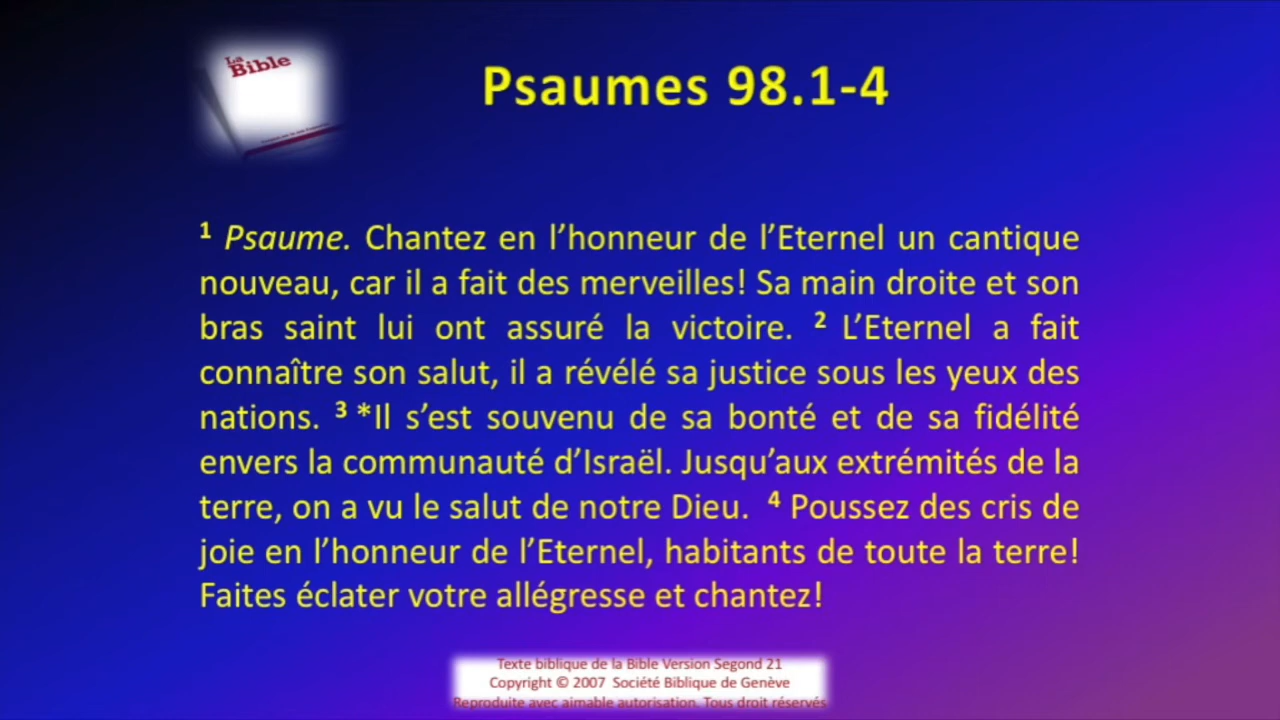 La
Bible
Psaumes 98.1-4
1 Psaume. Chantez en l’honneur de l’Eternel un cantique
nouveau, car il a fait des merveilles! Sa main droite et son
bras saint lui ont assuré la victoire. 2 L’Eternel a fait
connaître son salut, il a révélé sa justice sous les yeux des
nations. 3 *Il s’est souvenu de sa bonté et de sa fidélité
envers la communauté d’Israël. Jusqu’aux extrémités de la
terre, on a vu le salut de notre Dieu. 4 Poussez des cris de
joie en l’honneur de l’Eternel, habitants de toute la terre!
Faites éclater votre allégresse et chantez!
Texte biblique de la Bible Version Segond 21
Copyright © 2007 Société Biblique de Genève
Reproduite avec aimable autorisation. Tous droit réservés